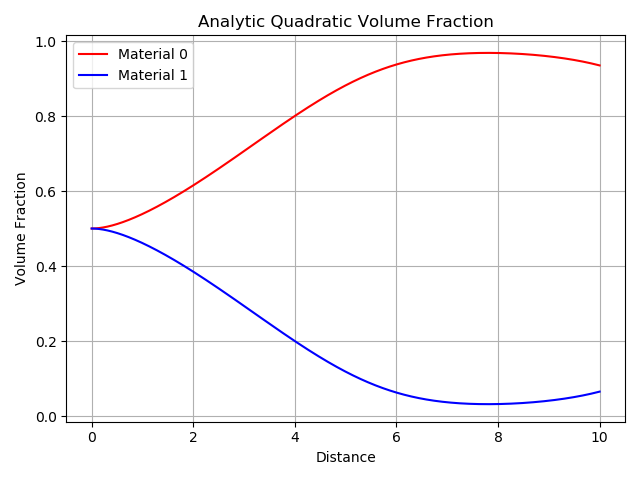 Analytic Quadratic Volume Fraction
Material 0
Material 1
Volume Fraction
1.0
0.8
0.6
0.4
0.2
0.0
0 2 4 6 8 10
Distance